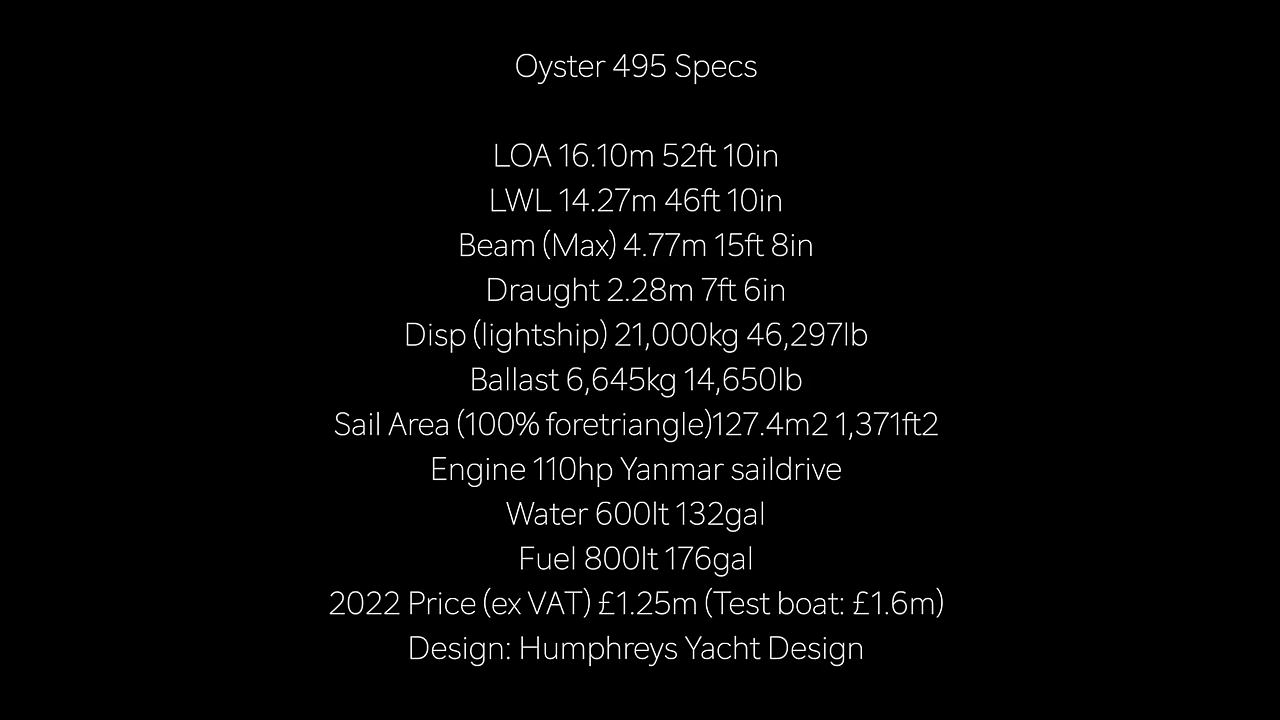 Oyster 495 Specs
LOA 16.10m 52ft 10in
LWL 14.27m 46ft 10in
Beam (Max) 4.77m 15ft 8in
Draught 2.28m 7ft 6in
Disp (lightship) 21,000kg 46,297lb
Ballast 6,645kg 14,650lb
Sail Area (100% foretriangle)127.4m2 1,371ft2
Engine 110hp Yanmar saildrive
Water 600lt 132gal
Fuel 800lt 176gal
2022 Price (ex VAT) £1.25m (Test boat: £1.6m)
Design: Humphreys Yacht Design